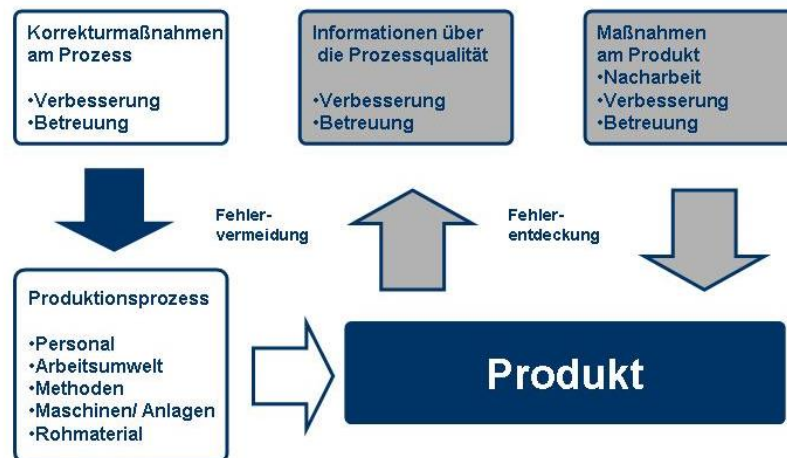 Korrekturmaßnahmen
am Prozess
•Verbesserung
•Betreuung
Informationen über
die Prozessqualität
•Verbesserung
•Betreuung
Maßnahmen
am Produkt
•Nacharbeit
•Verbesserung
•Betreuung
Fehler-
vermeidung
Fehler-
entdeckung
Produktionsprozess
•Personal
•Arbeitsumwelt
•Methoden
•Maschinen/ Anlagen
•Rohmaterial
Produkt